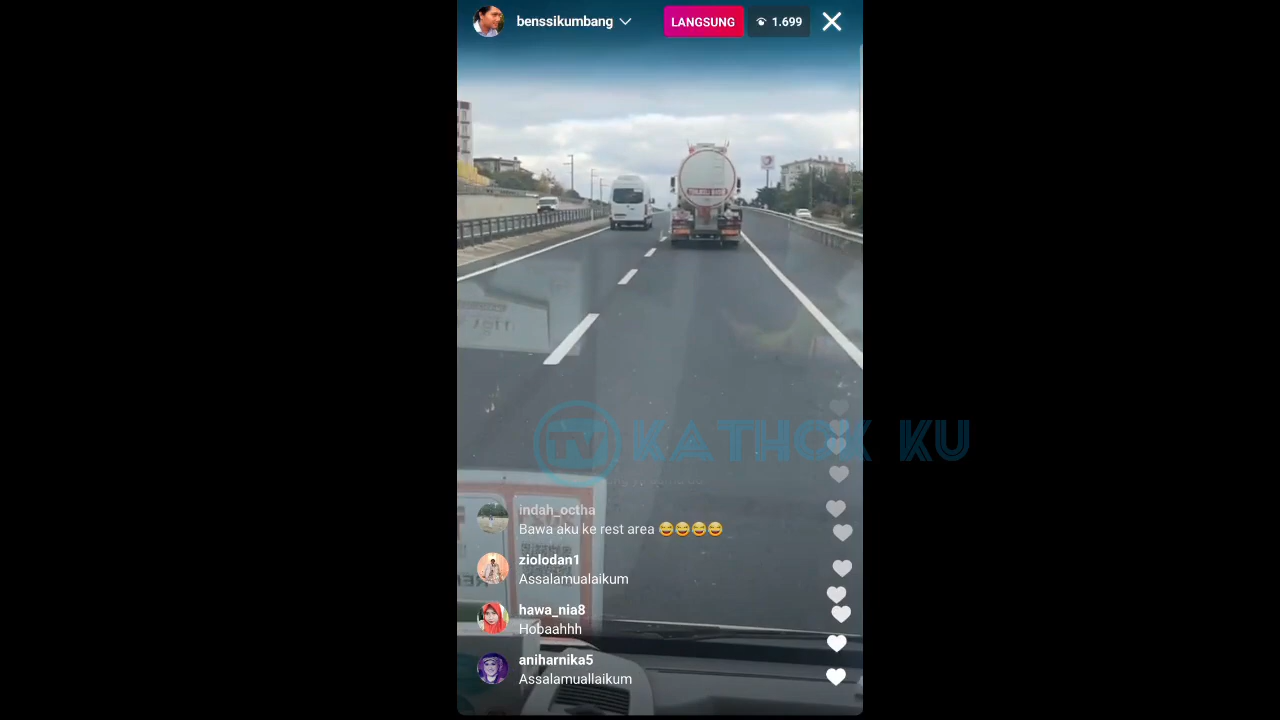 benssikumbang
LANGSUNG
1.699
TV KATHOK KU
indah_octha
Bawa aku ke rest area 😂😂😂😂
ziolodan1
Assalamualaikum
hawa_nia8
Hobaahhh
aniharnika5
Assalamuallaikum